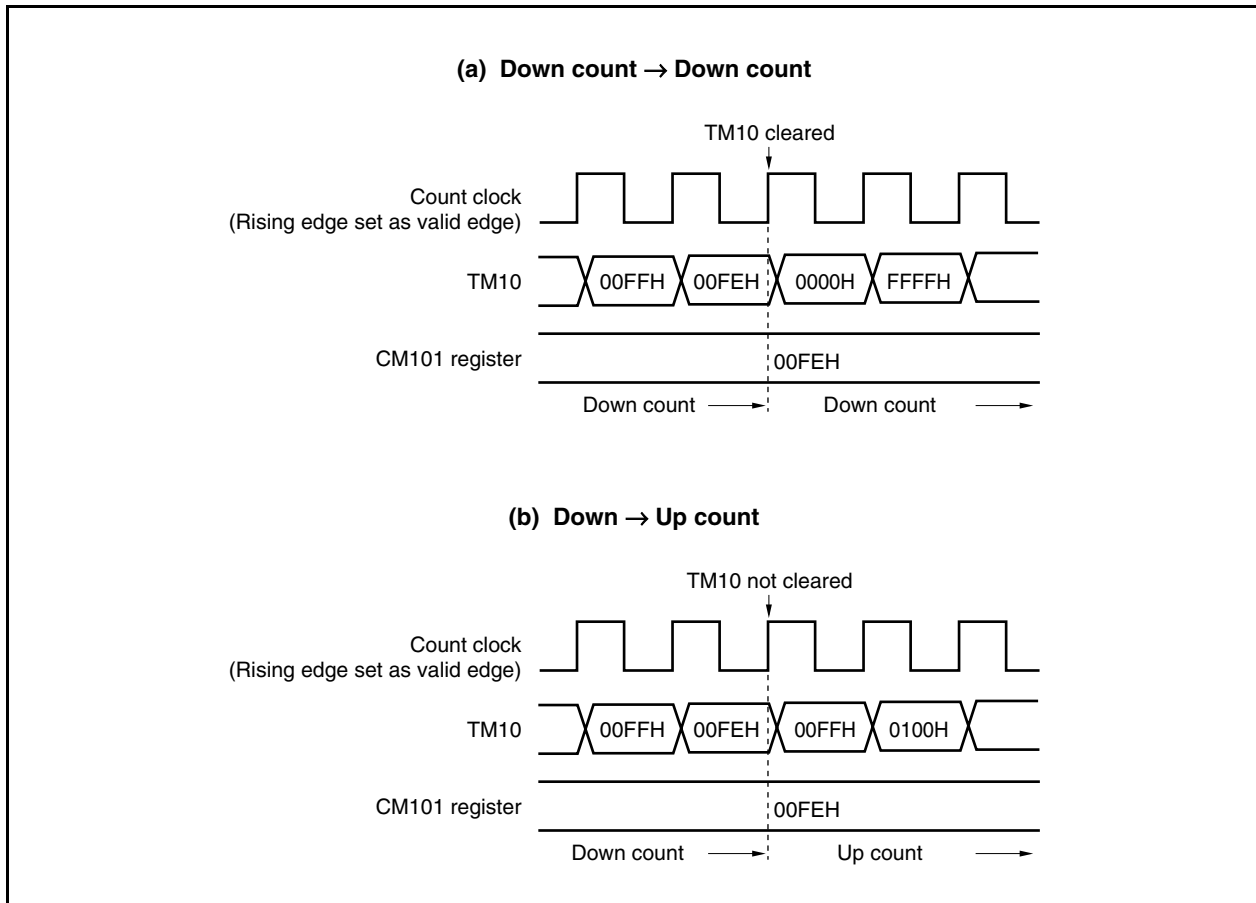 (a) Down count → Down count
TM10 cleared
Count clock
(Rising edge set as valid edge)
TM10
00FFH 00FEH 0000H FFFFH
CM101 register
00FEH
Down count
Down count
(b) Down → Up count
TM10 not cleared
Count clock
(Rising edge set as valid edge)
TM10
00FFH 00FEH 00FFH 0100H
CM101 register
00FEH
Down count
Up count